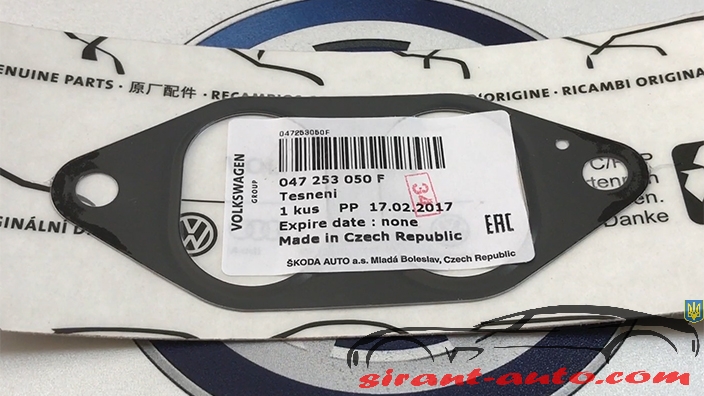 ENUINE PARTS · 原厂配件 · RECAMBIOS
D'ORIGINE · RICAMBI ORIGINA
047253050F
VOLKSWAGEN
GROUP
047 253 050 F
Tesneni
34
1 kus PP 17.02.2017
Expire date : none
Made in Czech Republic
EAC
ŠKODA AUTO a.s. Mladá Boleslav, Czech Republic
IGINÁLNÍ D
Danke
sirant-auto.com